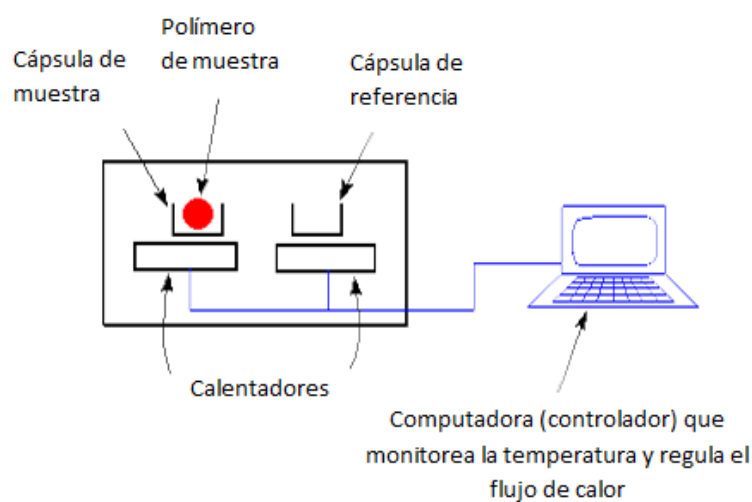 Polímero
de muestra
Cápsula de
muestra
Cápsula de
referencia
Calentadores
Computadora (controlador) que
monitorea la temperatura y regula el
flujo de calor